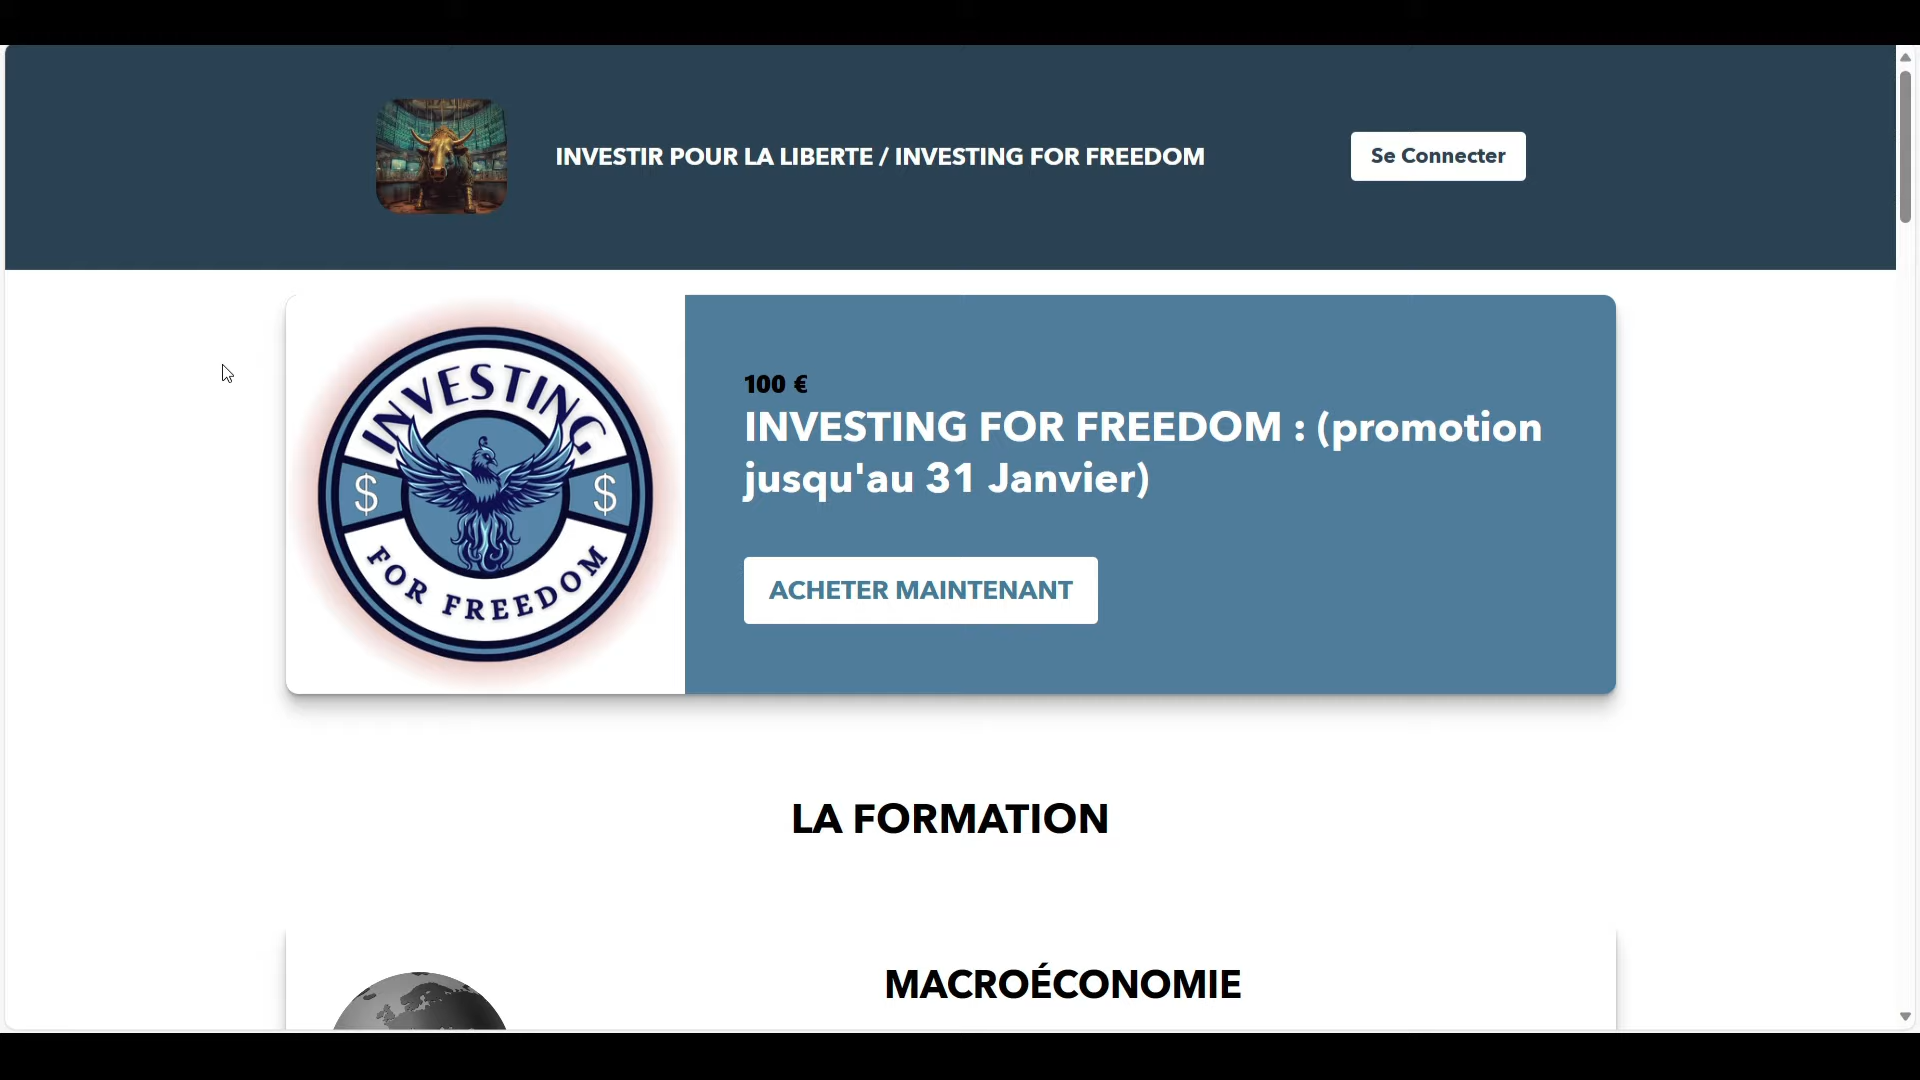 INVESTIR POUR LA LIBERTE / INVESTING FOR FREEDOM
Se Connecter
INVESTING
$ $
FOR FREEDOM
100 €
INVESTING FOR FREEDOM : (promotion
jusqu'au 31 Janvier)
ACHETER MAINTENANT
LA FORMATION
MACROÉCONOMIE